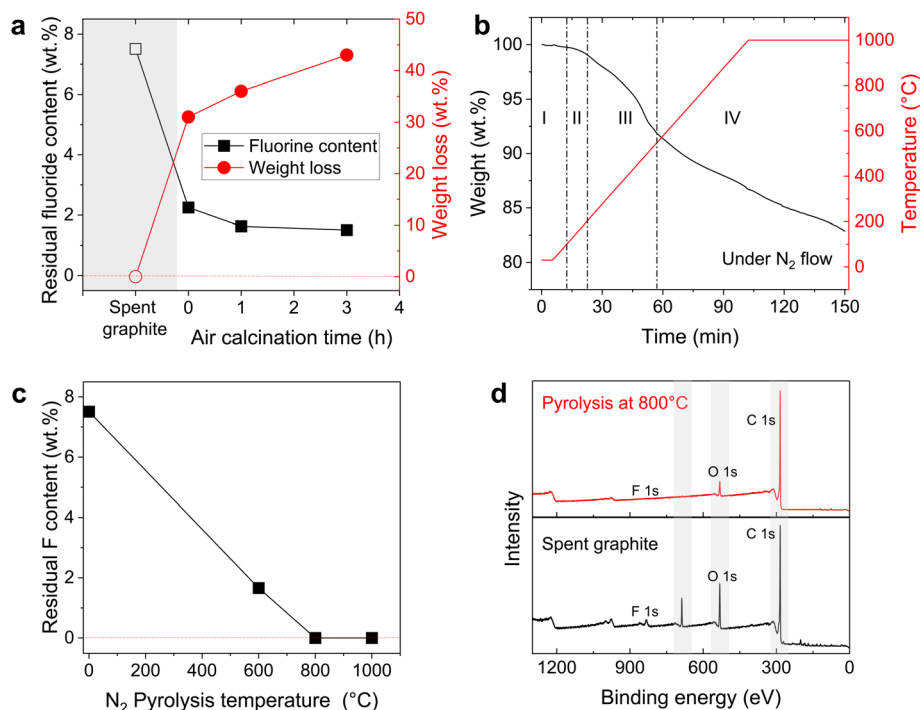 a
Residual fluoride content (wt.%)
8
6
4
2
0
50
40
30
20
10
0
Weight loss (wt.%)
Fluorine content
Weight loss
Spent
graphite
0 1 2 3 4
Air calcination time (h)
b
Weight (wt.%)
100
95
90
85
80
I II III IV
Under N₂ flow
1000
800
600
400
200
0
Temperature (°C)
0 30 60 90 120 150
Time (min)
c
Residual F content (wt.%)
8
6
4
2
0
0 200 400 600 800 1000
N₂ Pyrolysis temperature (°C)
d
Intensity
Pyrolysis at 800°C
C 1s
O 1s
F 1s
Spent graphite
C 1s
O 1s
F 1s
1200 900 600 300 0
Binding energy (eV)